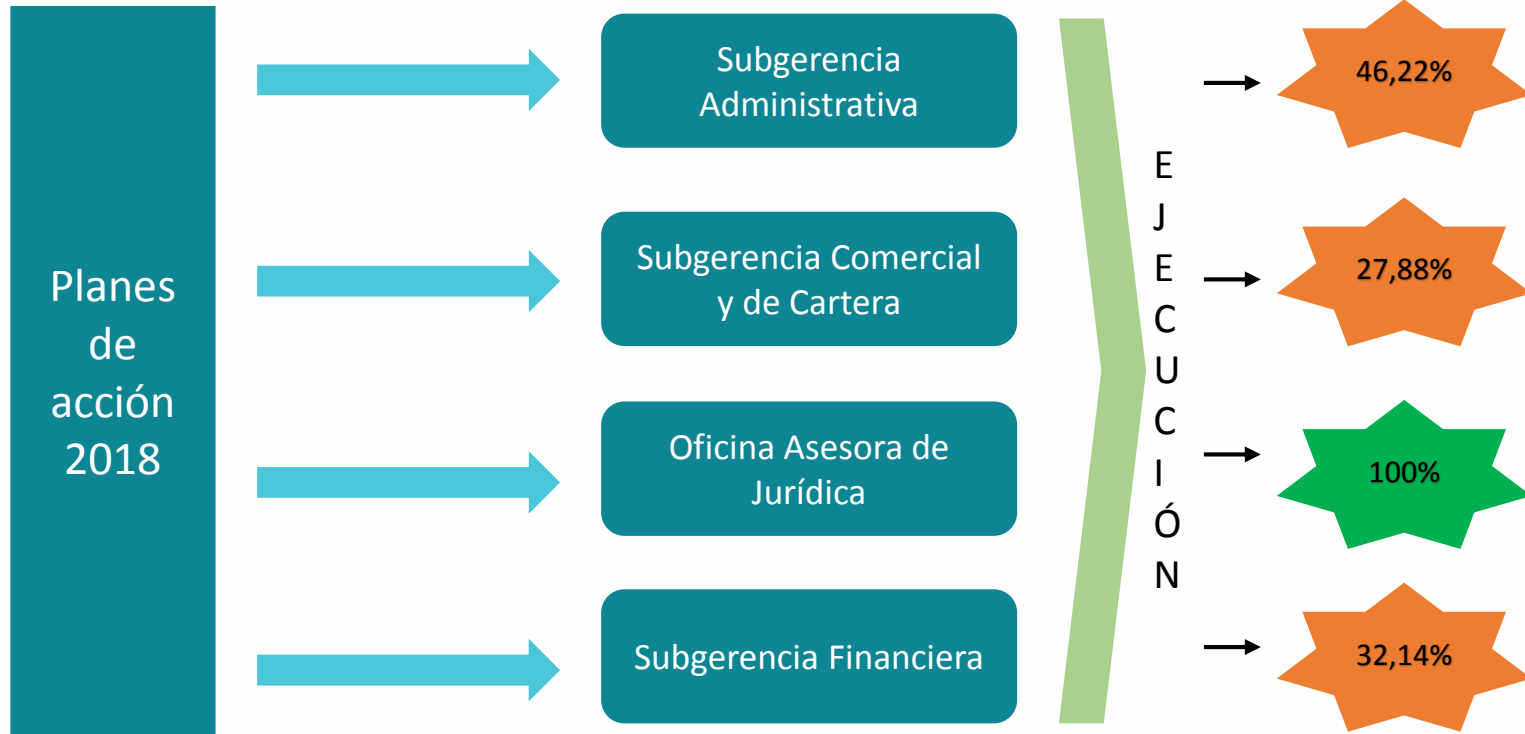 Planes
de
acción
2018
Subgerencia
Administrativa
Subgerencia Comercial
y de Cartera
Oficina Asesora de
Jurídica
Subgerencia Financiera
E
J
E
C
U
C
I
Ó
N
46,22%
27,88%
100%
32,14%